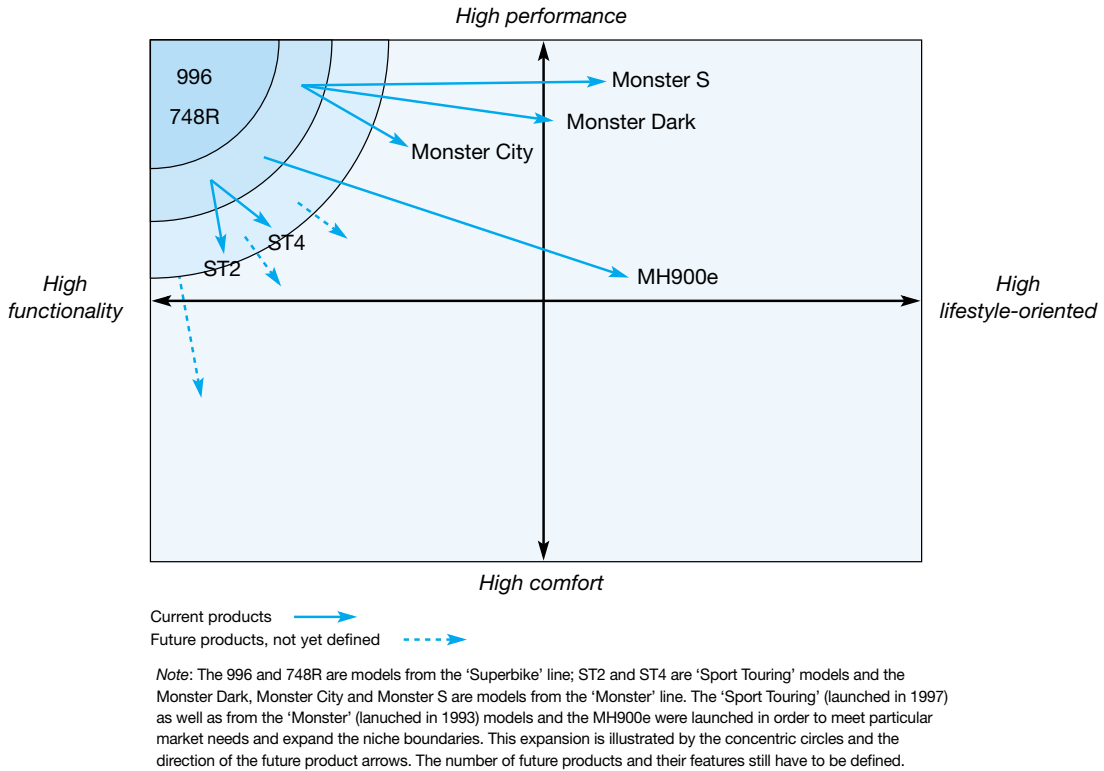 High performance
996
748R
Monster S
Monster Dark
Monster City
ST4
ST2
MH900e
High
functionality
High
lifestyle-oriented
High comfort
Current products
Future products, not yet defined
Note: The 996 and 748R are models from the ‘Superbike’ line; ST2 and ST4 are ‘Sport Touring’ models and the
Monster Dark, Monster City and Monster S are models from the ‘Monster’ line. The ‘Sport Touring’ (launched in 1997)
as well as from the ‘Monster’ (lanuched in 1993) models and the MH900e were launched in order to meet particular
market needs and expand the niche boundaries. This expansion is illustrated by the concentric circles and the
direction of the future product arrows. The number of future products and their features still have to be defined.